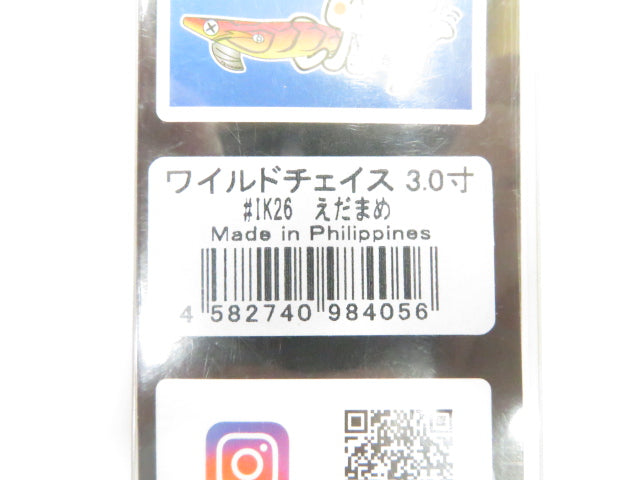 ワイルドチェイス 3.0寸
#IK26 えだまめ
Made in Philippines
4 582740 984056